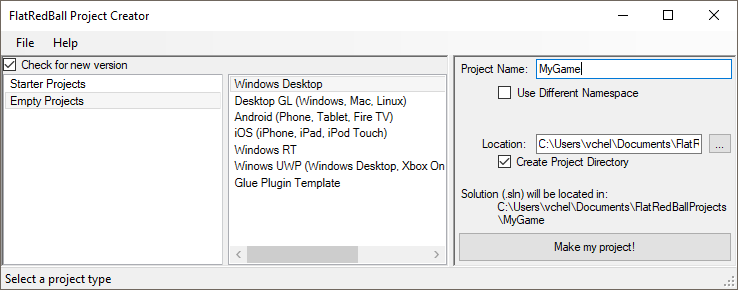 FlatRedBall Project Creator
File Help
Check for new version
Starter Projects
Empty Projects
Windows Desktop
Desktop GL (Windows, Mac, Linux)
Android (Phone, Tablet, Fire TV)
iOS (iPhone, iPad, iPod Touch)
Windows RT
Winows UWP (Windows Desktop, Xbox On
Glue Plugin Template
Project Name: MyGame
Use Different Namespace
Location: C:\Users\vchel\Documents\FlatR
...
Create Project Directory
Solution (.sln) will be located in:
C:\Users\vchel\Documents\FlatRedBallProjects
\MyGame
Make my project!
Select a project type